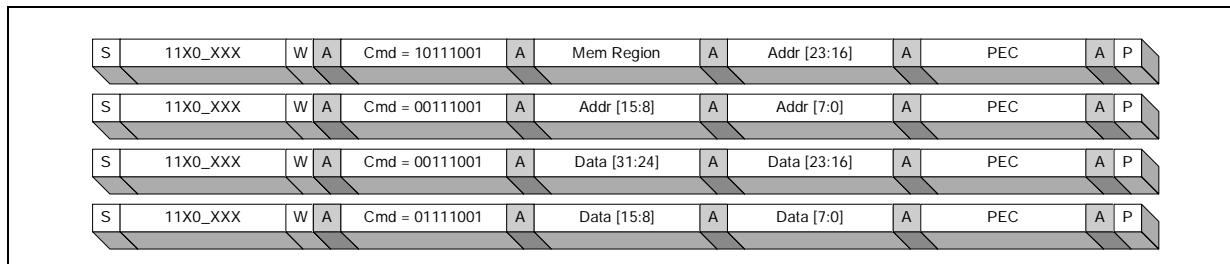 S 11X0_XXX W A Cmd = 10111001 A Mem Region A Addr [23:16] A PEC A P
S 11X0_XXX W A Cmd = 00111001 A Addr [15:8] A Addr [7:0] A PEC A P
S 11X0_XXX W A Cmd = 00111001 A Data [31:24] A Data [23:16] A PEC A P
S 11X0_XXX W A Cmd = 01111001 A Data [15:8] A Data [7:0] A PEC A P